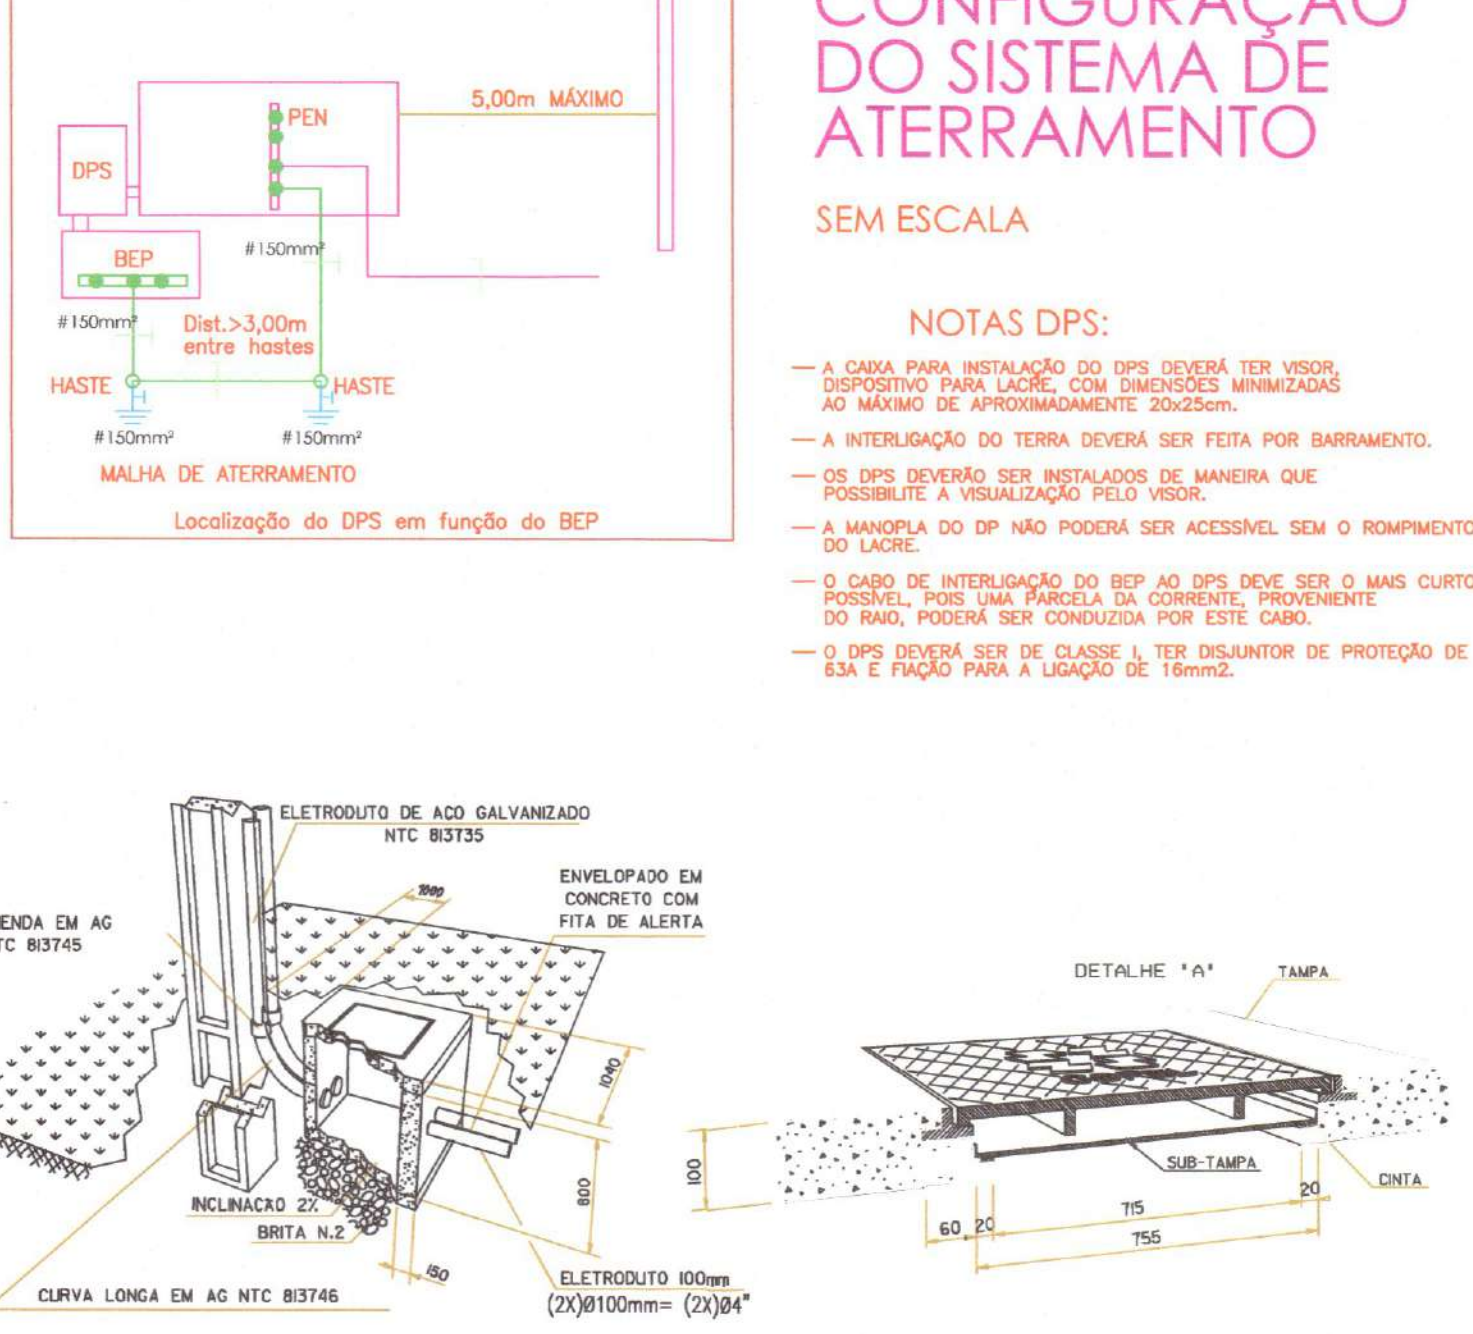 CONFIGURAÇÃO
DO SISTEMA DE
ATERRAMENTO
SEM ESCALA
5,00m MÁXIMO
PEN
DPS
BEP
#150mm²
#150mm²
Dist.>3,00m
entre hastes
HASTE
HASTE
#150mm²
#150mm²
MALHA DE ATERRAMENTO
Localização do DPS em função do BEP
NOTAS DPS:
— A CAIXA PARA INSTALAÇÃO DO DPS DEVERÁ TER VISOR,
DISPOSITIVO PARA LACRE, COM DIMENSÕES MINIMIZADAS
AO MÁXIMO DE APROXIMADAMENTE 20x25cm.
— A INTERLIGAÇÃO DO TERRA DEVERÁ SER FEITA POR BARRAMENTO.
— OS DPS DEVERÃO SER INSTALADOS DE MANEIRA QUE
POSSIBILITE A VISUALIZAÇÃO PELO VISOR.
— A MANOPLA DO DP NÃO PODERÁ SER ACESSÍVEL SEM O ROMPIMENTO
DO LACRE.
— O CABO DE INTERLIGAÇÃO DO BEP AO DPS DEVE SER O MAIS CURTO
POSSÍVEL, POIS UMA PARCELA DA CORRENTE, PROVENIENTE
DO RAIO, PODERÁ SER CONDUZIDA POR ESTE CABO.
— O DPS DEVERÁ SER DE CLASSE I, TER DISJUNTOR DE PROTEÇÃO DE
63A E FIAÇÃO PARA A LIGAÇÃO DE 16mm2.
ELETRODUTO DE AÇO GALVANIZADO
NTC 813735
1000
ENVELOPADO EM
CONCRETO COM
FITA DE ALERTA
ENDA EM AG
TC 813745
1040
800
INCLINACÃO 2%
BRITA N.2
150
CURVA LONGA EM AG NTC 813746
ELETRODUTO 100mm
(2X)Ø100mm= (2X)Ø4"
DETALHE "A"
TAMPA
100
SUB-TAMPA
CINTA
20
715
60
20
755